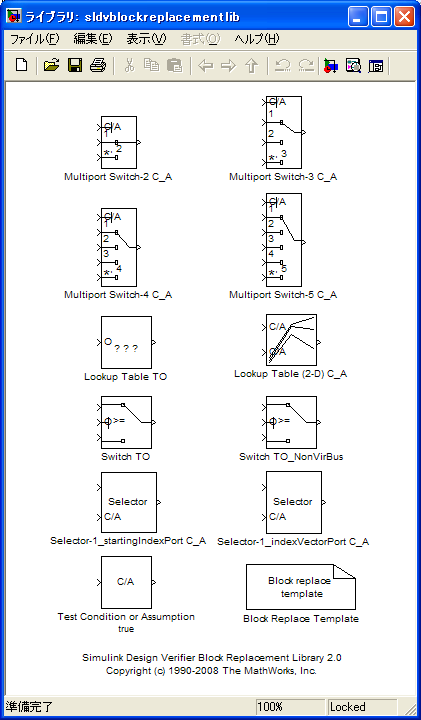 ライブラリ: sldvblockreplacementlib
ファイル(F) 編集(E) 表示(V) 書式(O) ヘルプ(H)
C/A
1
2
*,
Multiport Switch-2 C_A
C/A
1
2
*, 3
Multiport Switch-3 C_A
C/A
1
2
3
*, 4
Multiport Switch-4 C_A
C/A
1
2
3
4
*, 5
Multiport Switch-5 C_A
O
? ? ?
Lookup Table TO
C/A
C/A
Lookup Table (2-D) C_A
>=
Switch TO
>=
Switch TO_NonVirBus
Selector
C/A
Selector-1_startingIndexPort C_A
Selector
C/A
Selector-1_indexVectorPort C_A
C/A
Test Condition or Assumption
true
Block replace
template
Block Replace Template
Simulink Design Verifier Block Replacement Library 2.0
Copyright (c) 1990-2008 The MathWorks, Inc.
準備完了 100% Locked